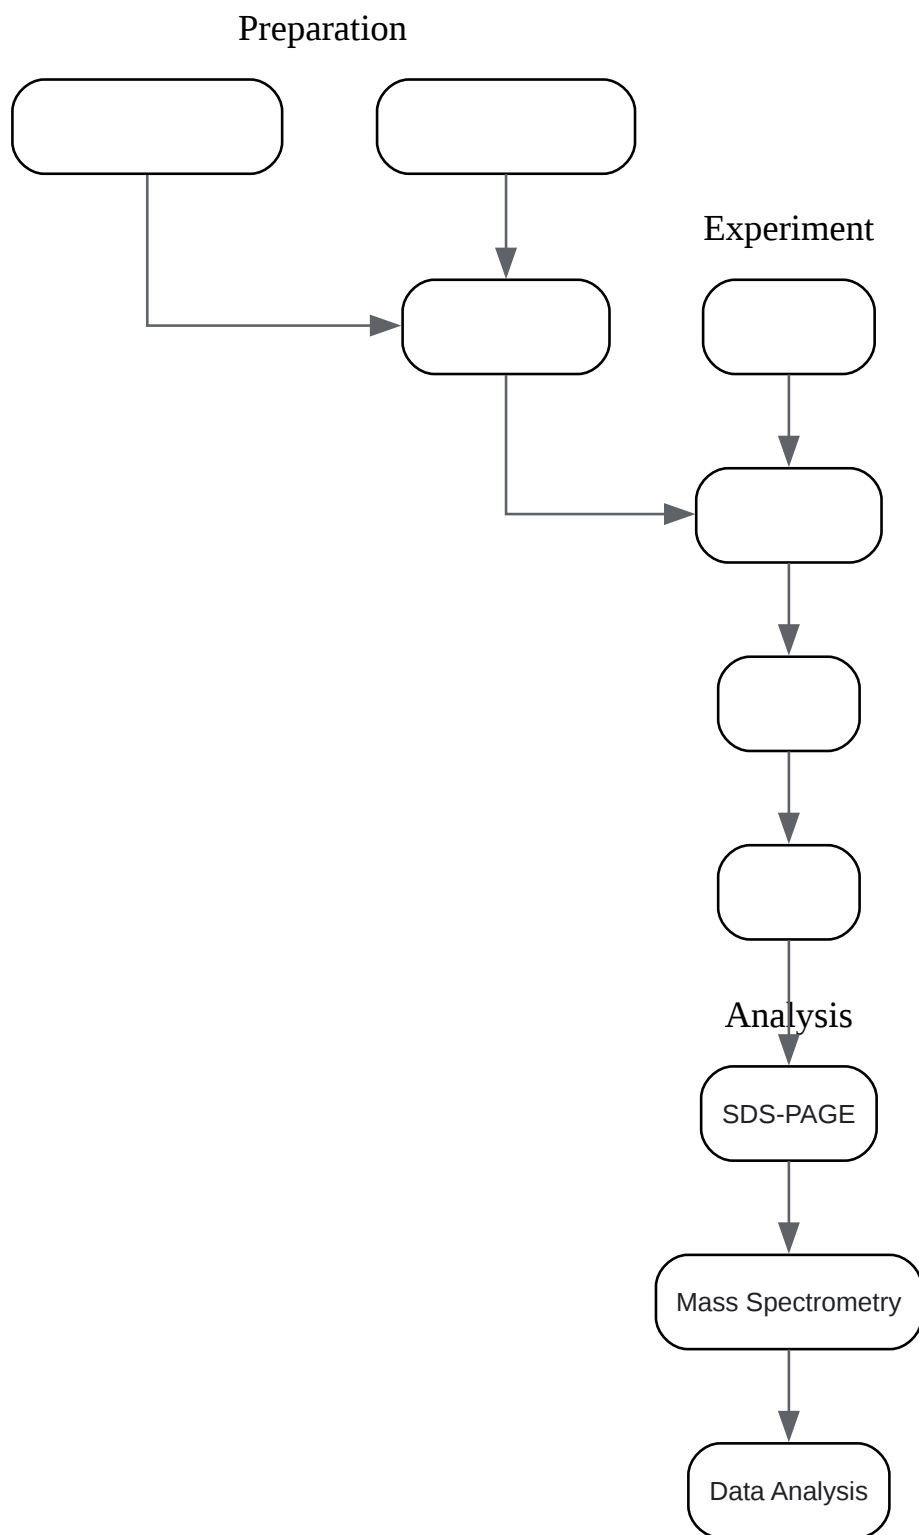 Preparation
Experiment
Analysis
SDS-PAGE
Mass Spectrometry
Data Analysis